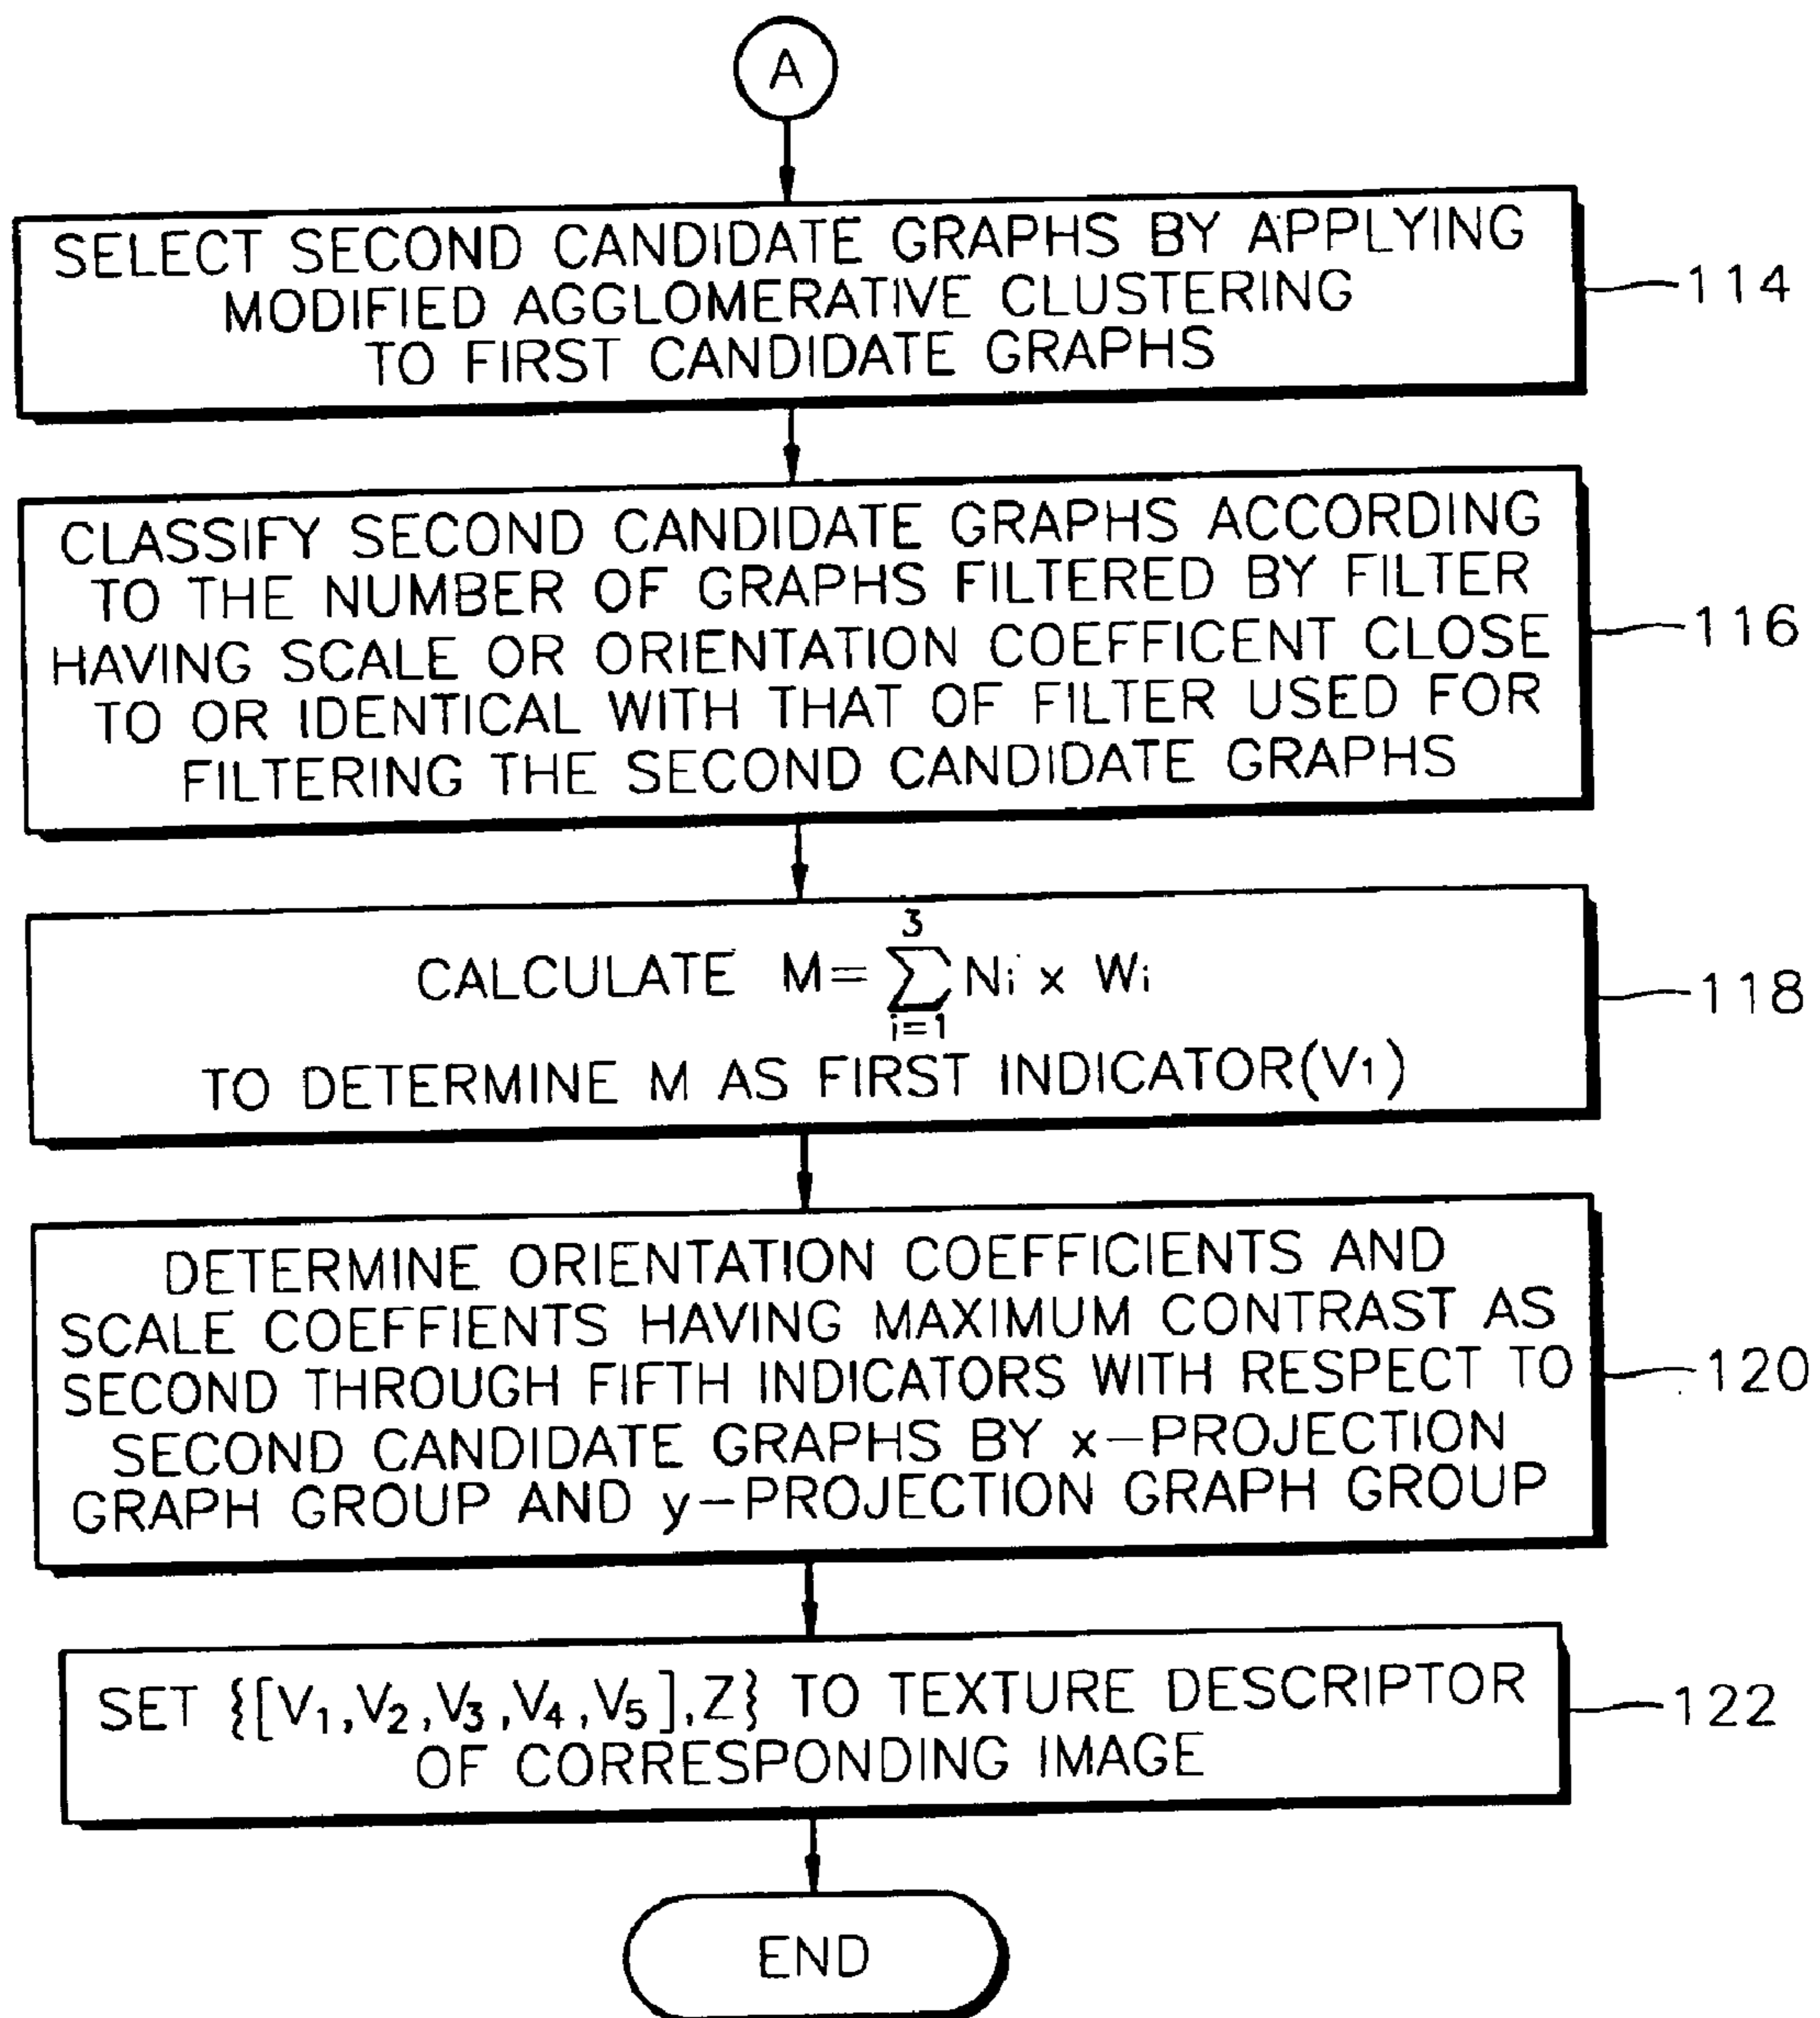 A
SELECT SECOND CANDIDATE GRAPHS BY APPLYING
MODIFIED AGGLOMERATIVE CLUSTERING
TO FIRST CANDIDATE GRAPHS
114
CLASSIFY SECOND CANDIDATE GRAPHS ACCORDING
TO THE NUMBER OF GRAPHS FILTERED BY FILTER
HAVING SCALE OR ORIENTATION COEFFICENT CLOSE
TO OR IDENTICAL WITH THAT OF FILTER USED FOR
FILTERING THE SECOND CANDIDATE GRAPHS
116
3
CALCULATE M=∑Ni x Wi
i=1
TO DETERMINE M AS FIRST INDICATOR(V1)
118
DETERMINE ORIENTATION COEFFICIENTS AND
SCALE COEFFIENTS HAVING MAXIMUM CONTRAST AS
SECOND THROUGH FIFTH INDICATORS WITH RESPECT TO
SECOND CANDIDATE GRAPHS BY x-PROJECTION
GRAPH GROUP AND y-PROJECTION GRAPH GROUP
120
SET {[V1,V2,V3,V4,V5],Z} TO TEXTURE DESCRIPTOR
OF CORRESPONDING IMAGE
122
END